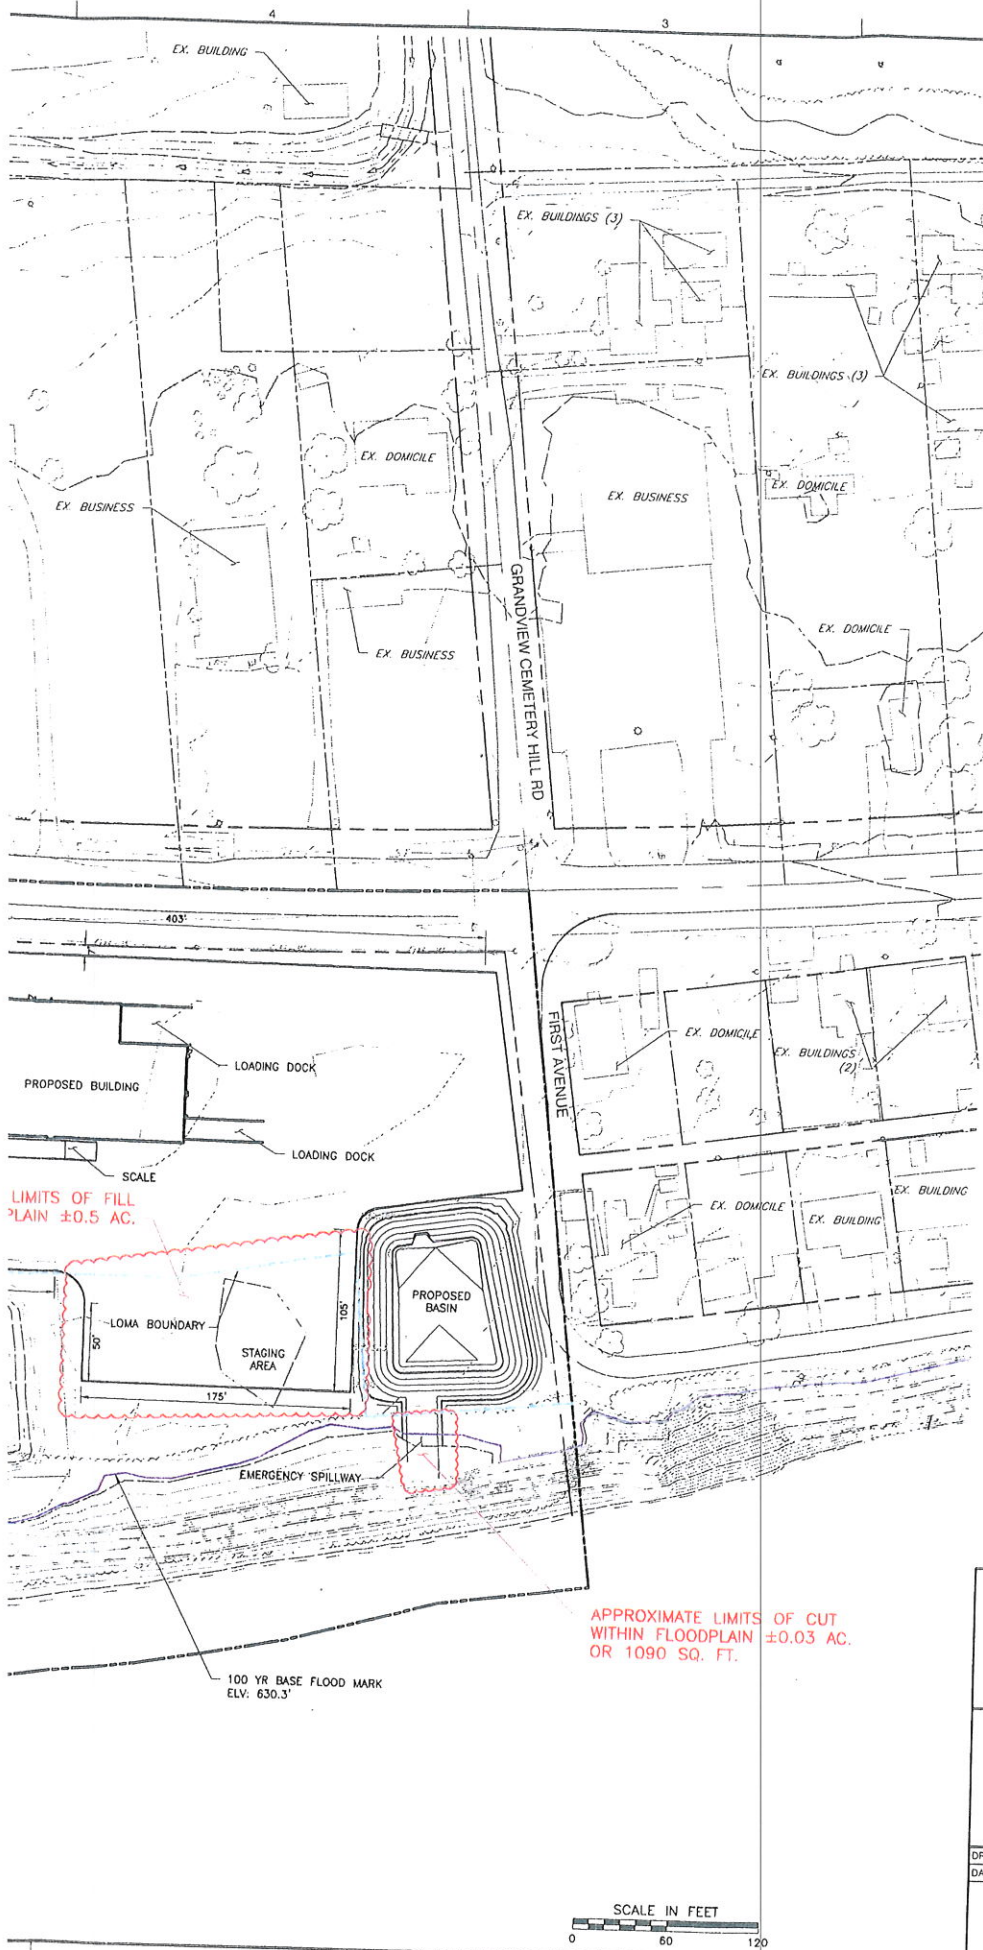 4
3
EX. BUILDING
EX. BUILDINGS (3)
EX. BUILDINGS (3)
EX. DOMICILE
EX. BUSINESS
EX. BUSINESS
EX. DOMICILE
EX. BUSINESS
EX. DOMICILE
GRANDVIEW CEMETERY HILL RD
403'
FIRST AVENUE
EX. DOMICILE
EX. BUILDINGS
(2)
LOADING DOCK
PROPOSED BUILDING
LOADING DOCK
SCALE
EX. DOMICILE
EX. BUILDING
EX. BUILDING
LIMITS OF FILL
PLAIN ±0.5 AC.
PROPOSED
BASIN
LOMA BOUNDARY
50'
105'
STAGING
AREA
175'
EMERGENCY SPILLWAY
APPROXIMATE LIMITS OF CUT
WITHIN FLOODPLAIN ±0.03 AC.
OR 1090 SQ. FT.
100 YR BASE FLOOD MARK
ELV: 630.3'
DR
DA
SCALE IN FEET
0 60 120